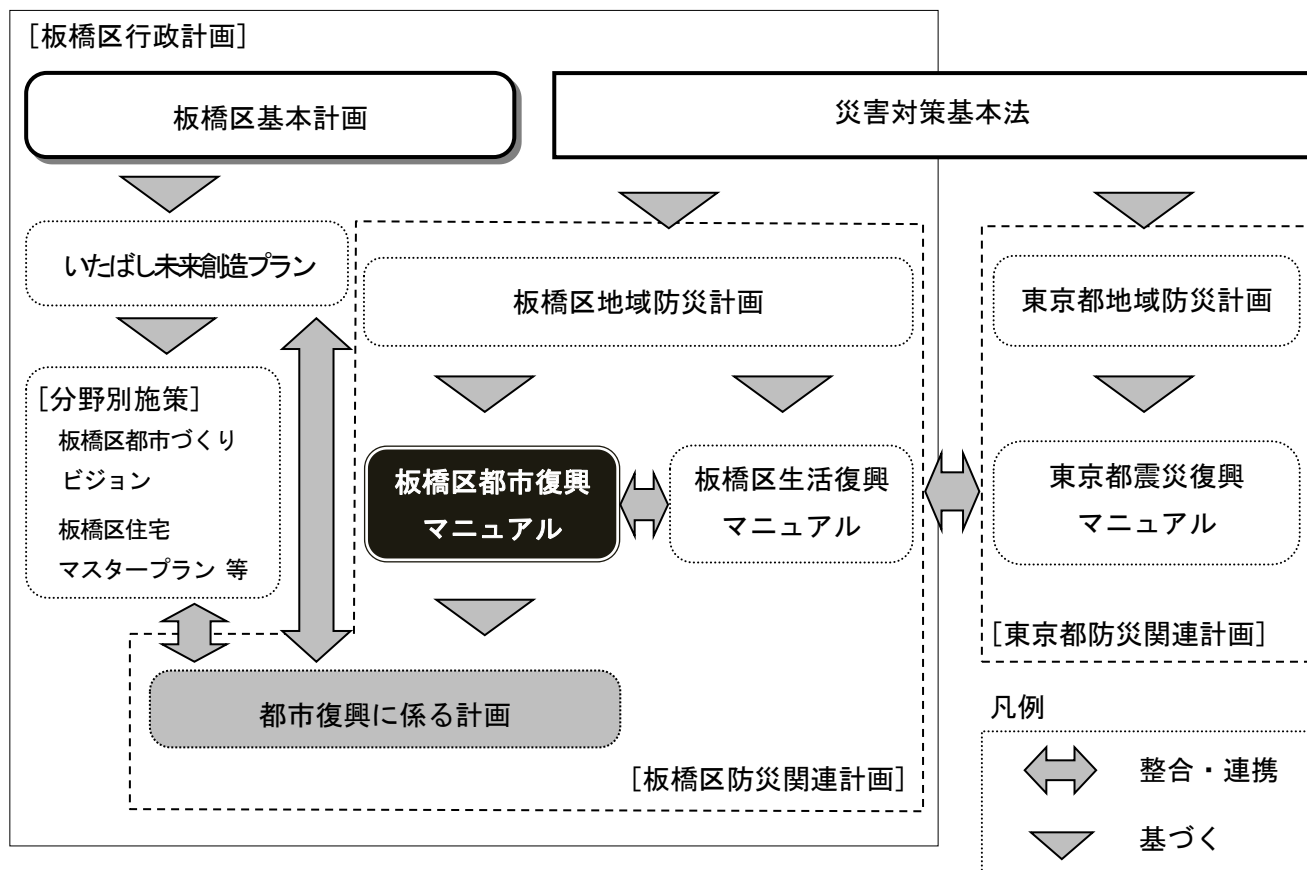 [板橋区行政計画]
板橋区基本計画
災害対策基本法
いたばし未来創造プラン
板橋区地域防災計画
東京都地域防災計画
[分野別施策]
板橋区都市づくり
ビジョン
板橋区住宅
マスタープラン 等
板橋区都市復興
マニュアル
板橋区生活復興
マニュアル
東京都震災復興
マニュアル
[東京都防災関連計画]
都市復興に係る計画
[板橋区防災関連計画]
凡例
整合・連携
基づく